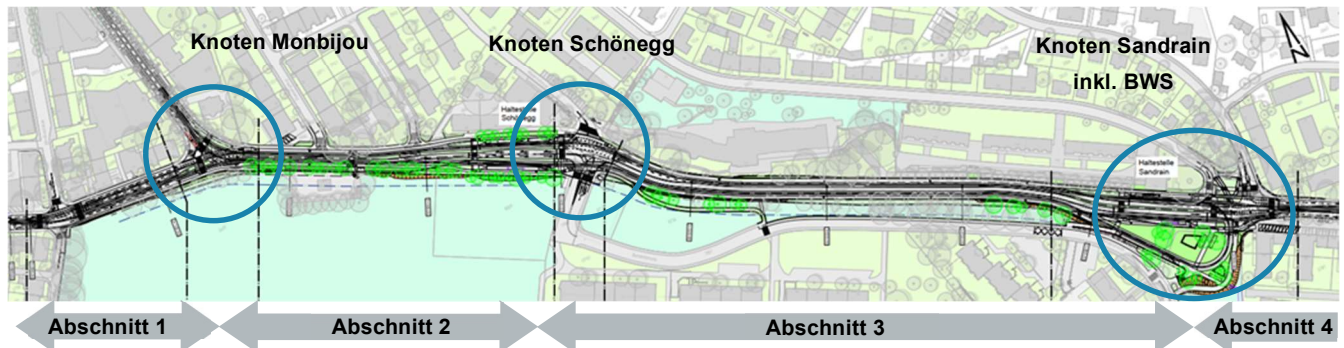 Knoten Monbijou
Knoten Schönegg
Knoten Sandrain
inkl. BWS
Haltestelle
Schönegg
Haltestelle
Sandrain
Abschnitt 1
Abschnitt 2
Abschnitt 3
Abschnitt 4